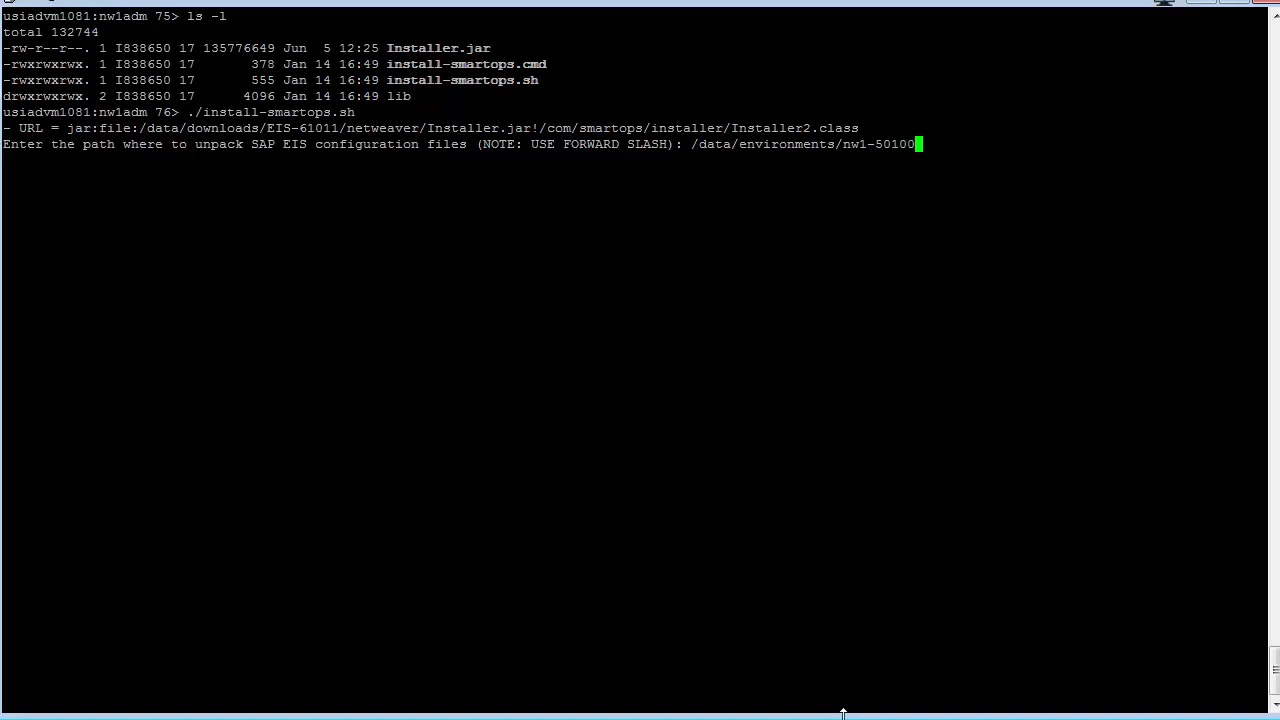 usiadvm1081:nw1adm 75> ls -l
total 132744
-rw-r--r--. 1 I838650 17 135776649 Jun  5 12:25 Installer.jar
-rwxrwxrwx. 1 I838650 17       378 Jan 14 16:49 install-smartops.cmd
-rwxrwxrwx. 1 I838650 17       555 Jan 14 16:49 install-smartops.sh
drwxrwxrwx. 2 I838650 17      4096 Jan 14 16:49 lib
usiadvm1081:nw1adm 76> ./install-smartops.sh
- URL = jar:file:/data/downloads/EIS-61011/netweaver/Installer.jar!/com/smartops/installer/Installer2.class
Enter the path where to unpack SAP EIS configuration files (NOTE: USE FORWARD SLASH): /data/environments/nw1-50100